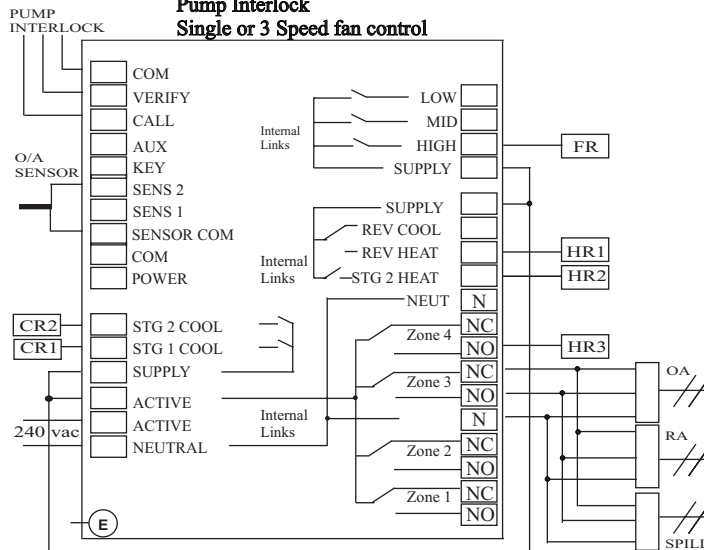 Pump Interlock
Single or 3 Speed fan control
PUMP
INTERLOCK
COM
VERIFY
CALL
AUX
KEY
SENS 2
SENS 1
SENSOR COM
COM
POWER
O/A
SENSOR
CR2
CR1
STG 2 COOL
STG 1 COOL
SUPPLY
ACTIVE
ACTIVE
NEUTRAL
240 vac
E
Internal
Links
LOW
MID
HIGH
SUPPLY
FR
Internal
Links
SUPPLY
REV COOL
REV HEAT
STG 2 HEAT
NEUT
HR1
HR2
N
Zone 4
NC
NO
HR3
Zone 3
NC
NO
Internal
Links
N
Zone 2
NC
NO
Zone 1
NC
NO
OA
RA
SPILL